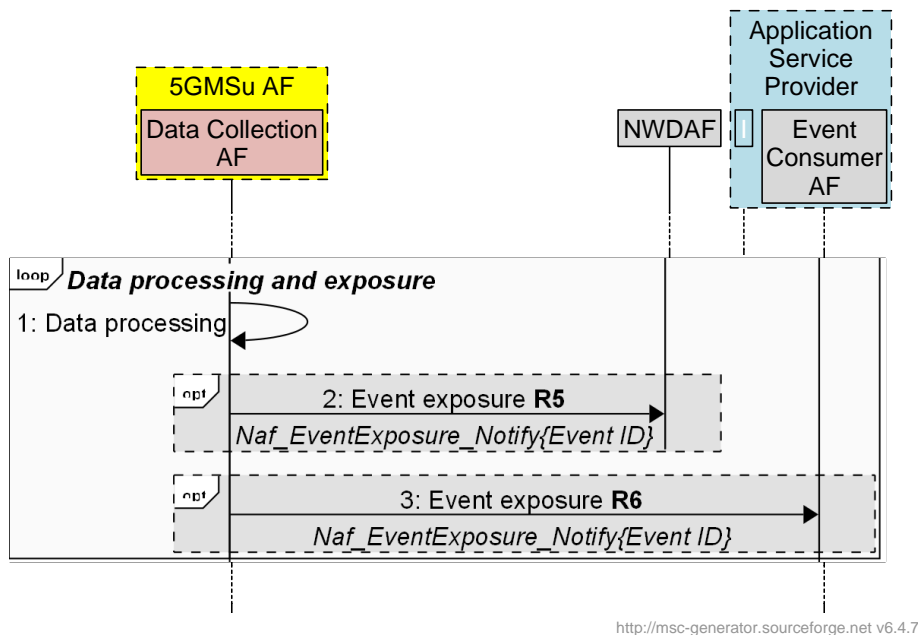 Application
Service
Provider
5GMSu AF
Data Collection
AF
NWDAF
I
Event
Consumer
AF
loop
Data processing and exposure
1: Data processing
opt
2: Event exposure R5
Naf_EventExposure_Notify{Event ID}
opt
3: Event exposure R6
Naf_EventExposure_Notify{Event ID}
http://msc-generator.sourceforge.net v6.4.7